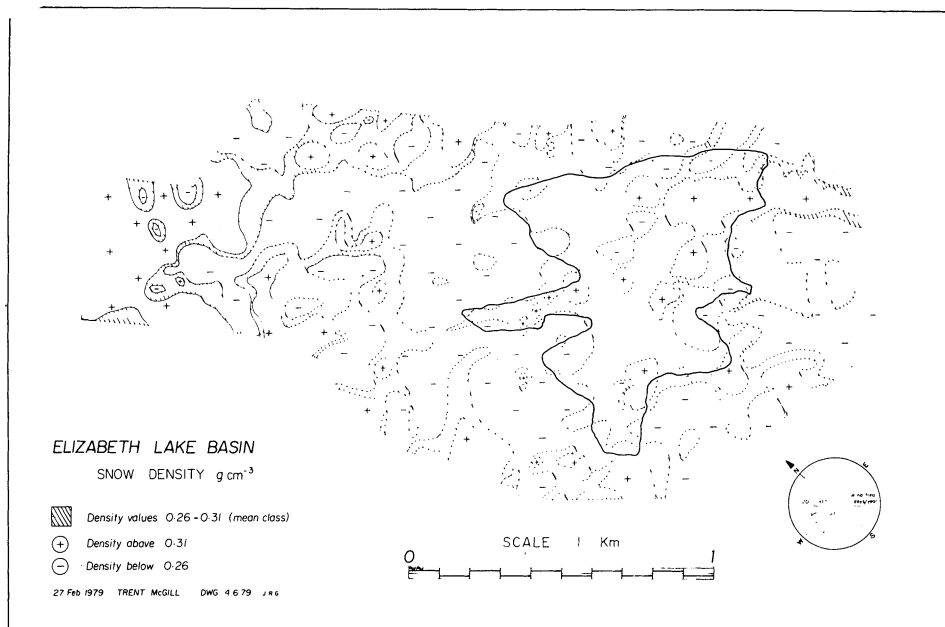 ELIZABETH LAKE BASIN
SNOW DENSITY g cm⁻³
Density values 0·26 - 0·31 (mean class)
+ Density above 0·31
- Density below 0·26
27 Feb 1979 TRENT McGILL DWG 4 6 79 J R G
SCALE 1 Km
0 1
N E
S